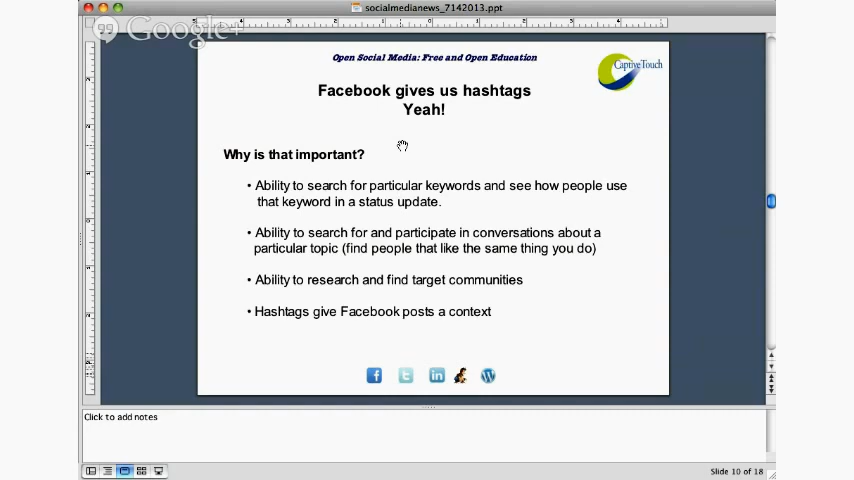 socialmedianews_7142013.ppt
Google+
Open Social Media: Free and Open Education
CaptiveTouch
Facebook gives us hashtags
Yeah!
Why is that important?
• Ability to search for particular keywords and see how people use
that keyword in a status update.
• Ability to search for and participate in conversations about a
particular topic (find people that like the same thing you do)
• Ability to research and find target communities
• Hashtags give Facebook posts a context
Click to add notes
Slide 10 of 18